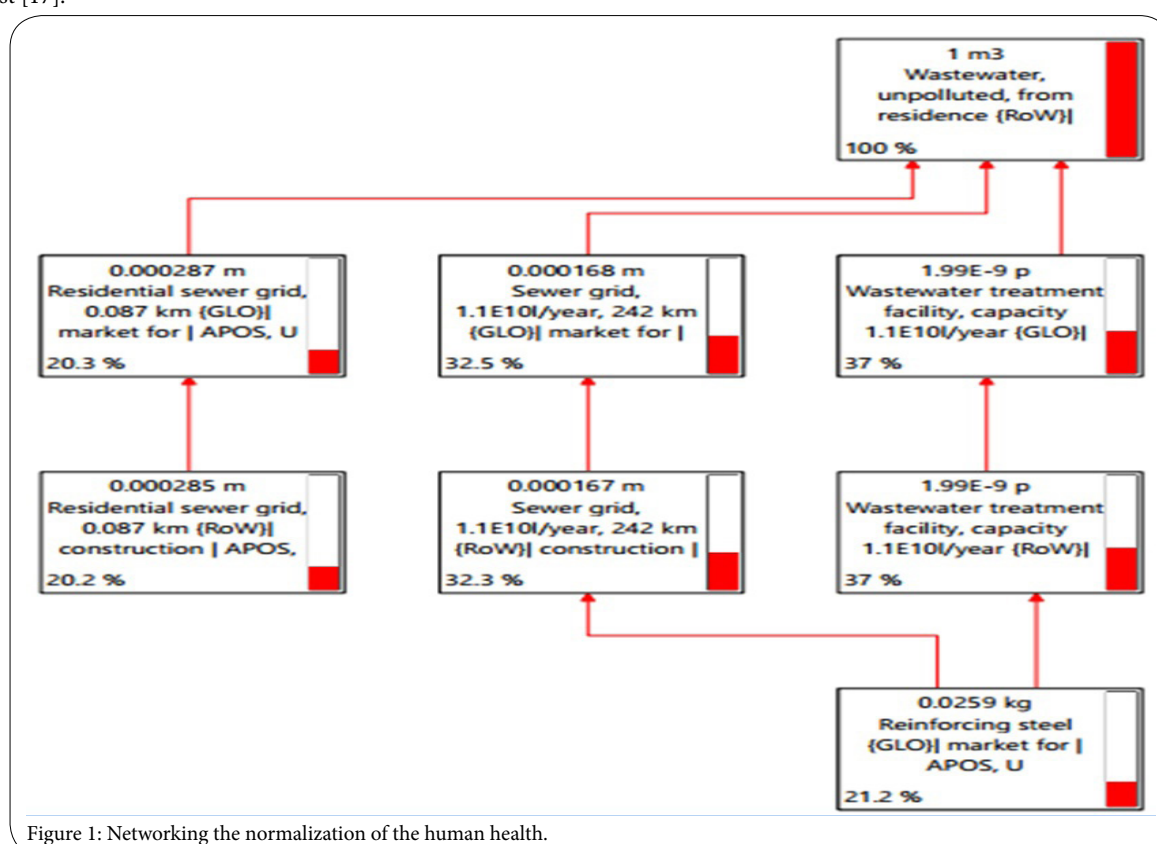 st [17].
1 m3
Wastewater,
unpolluted, from
residence {RoW}|
100 %
0.000287 m
Residential sewer grid,
0.087 km {GLO}|
market for | APOS, U
20.3 %
0.000168 m
Sewer grid,
1.1E10l/year, 242 km
{GLO}| market for |
32.5 %
1.99E-9 p
Wastewater treatment
facility, capacity
1.1E10l/year {GLO}|
37 %
0.000285 m
Residential sewer grid,
0.087 km {RoW}|
construction | APOS,
20.2 %
0.000167 m
Sewer grid,
1.1E10l/year, 242 km
{RoW}| construction |
32.3 %
1.99E-9 p
Wastewater treatment
facility, capacity
1.1E10l/year {RoW}|
37 %
0.0259 kg
Reinforcing steel
{GLO}| market for |
APOS, U
21.2 %
Figure 1: Networking the normalization of the human health.